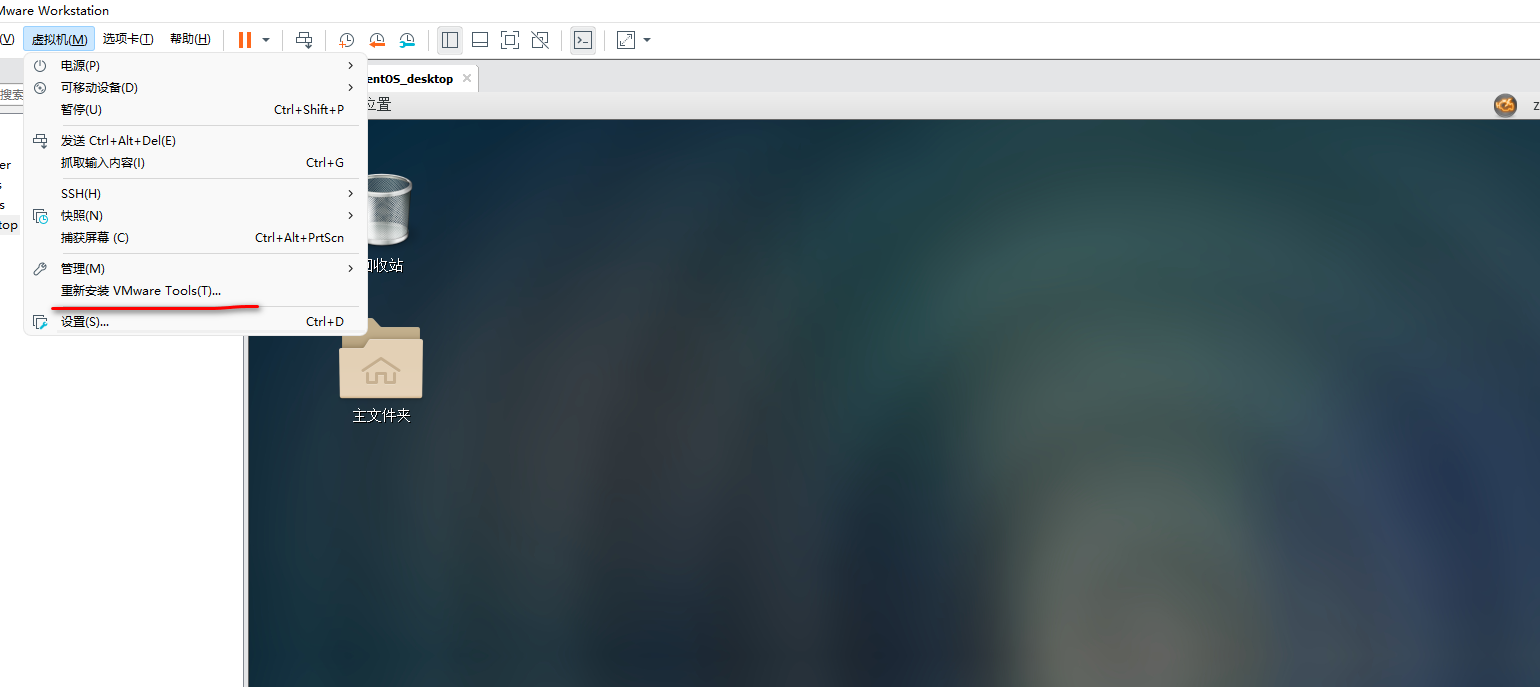 Mware Workstation
(V) 虚拟机(M) 选项卡(T) 帮助(H)
电源(P)
可移动设备(D)
暂停(U) Ctrl+Shift+P
发送 Ctrl+Alt+Del(E)
抓取输入内容(I) Ctrl+G
SSH(H)
快照(N)
捕获屏幕 (C) Ctrl+Alt+PrtScn
管理(M)
重新安装 VMware Tools(T)...
设置(S)... Ctrl+D
搜索
er
s
s
top
entOS_desktop
位置
z
回收站
主文件夹